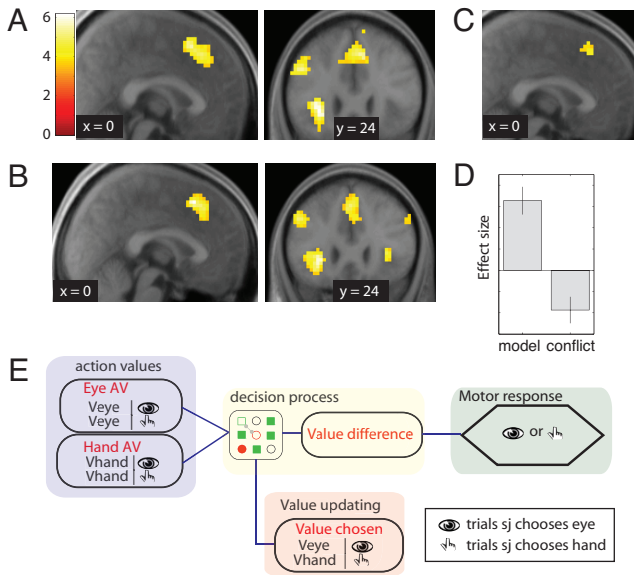 A
6
4
2
0
x = 0
y = 24
C
x = 0
B
x = 0
y = 24
D
Effect size
model conflict
E
action values
Eye AV
Veye
Veye
Hand AV
Vhand
Vhand
decision process
Value difference
Motor response
or
Value updating
Value chosen
Veye
Vhand
trials sj chooses eye
trials sj chooses hand